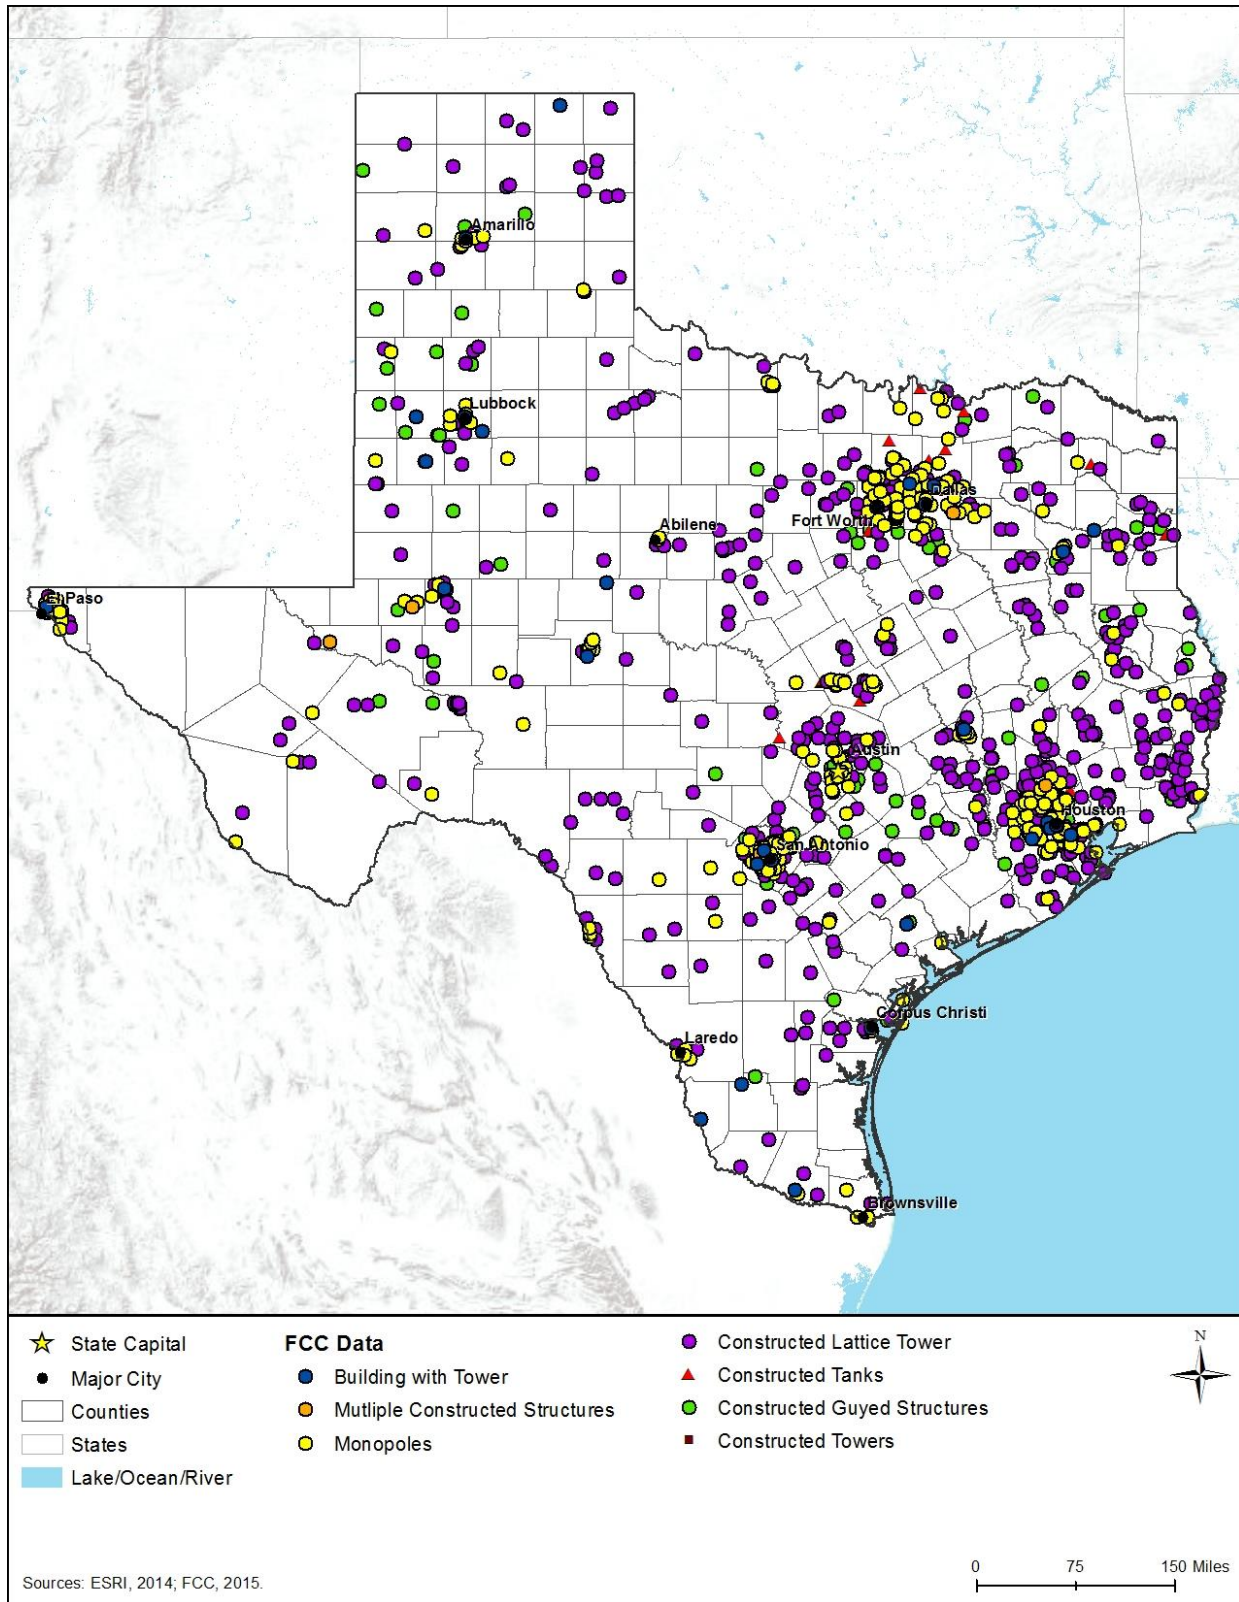 Amarillo
Lubbock
Abilene
Dallas
Fort Worth
El Paso
Austin
Houston
San Antonio
Corpus Christi
Laredo
Brownsville
State Capital
Major City
Counties
States
Lake/Ocean/River
FCC Data
Building with Tower
Mutliple Constructed Structures
Monopoles
Constructed Lattice Tower
Constructed Tanks
Constructed Guyed Structures
Constructed Towers
N
0 75 150 Miles
Sources: ESRI, 2014; FCC, 2015.